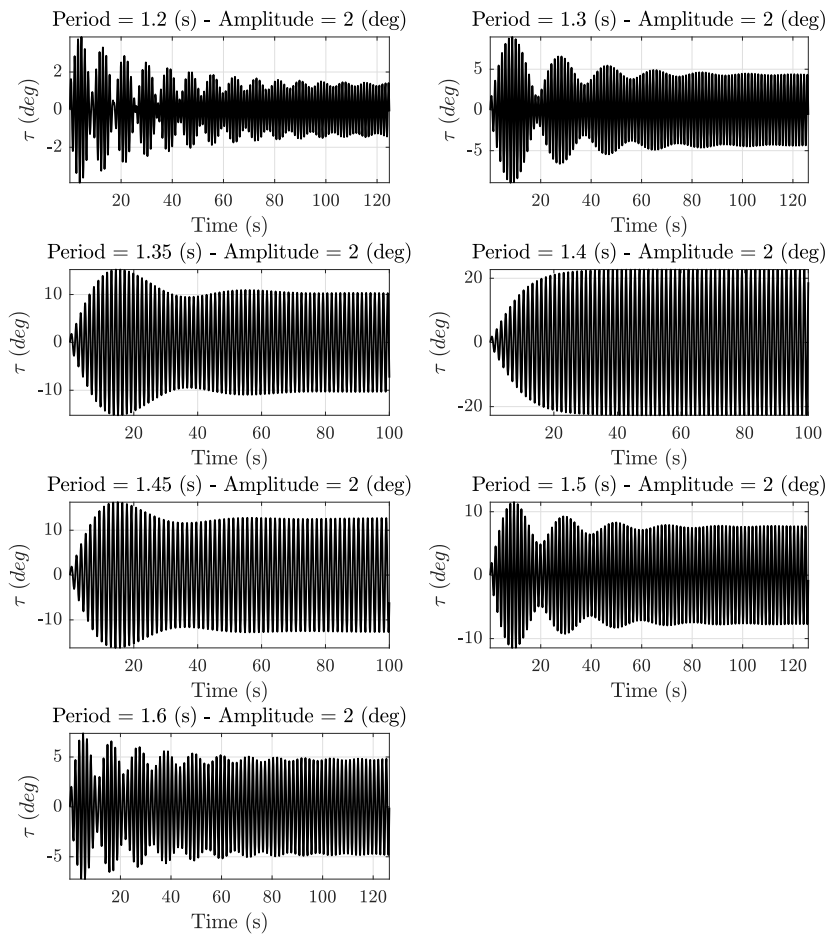 Period = 1.2 (s) - Amplitude = 2 (deg)
2
0
-2
τ (deg)
20 40 60 80 100 120
Time (s)
Period = 1.3 (s) - Amplitude = 2 (deg)
5
0
-5
τ (deg)
20 40 60 80 100 120
Time (s)
Period = 1.35 (s) - Amplitude = 2 (deg)
10
0
-10
τ (deg)
20 40 60 80 100
Time (s)
Period = 1.4 (s) - Amplitude = 2 (deg)
20
0
-20
τ (deg)
20 40 60 80 100
Time (s)
Period = 1.45 (s) - Amplitude = 2 (deg)
10
0
-10
τ (deg)
20 40 60 80 100
Time (s)
Period = 1.5 (s) - Amplitude = 2 (deg)
10
0
-10
τ (deg)
20 40 60 80 100 120
Time (s)
Period = 1.6 (s) - Amplitude = 2 (deg)
5
0
-5
τ (deg)
20 40 60 80 100 120
Time (s)